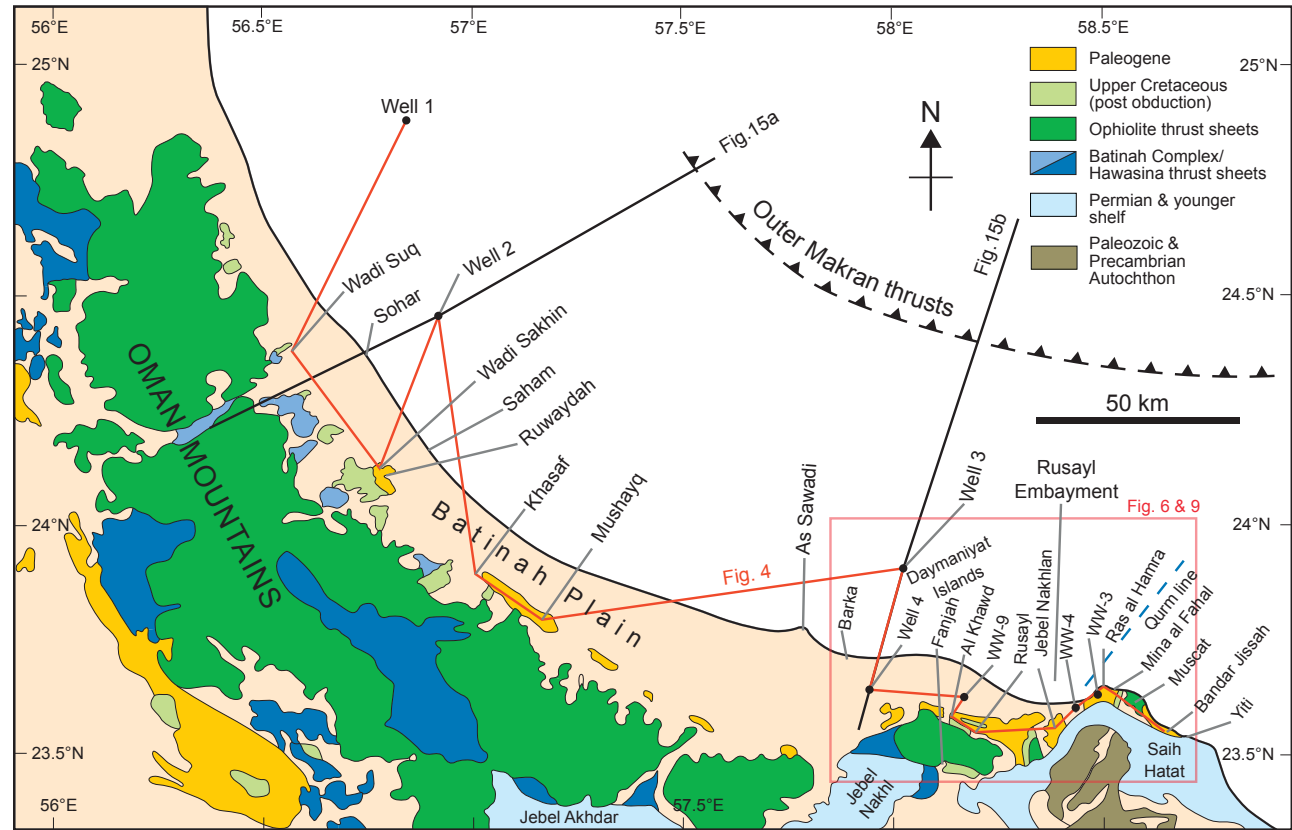 56°E
56.5°E
57°E
57.5°E
58°E
58.5°E
25°N
25°N
Well 1
Fig.15a
N
Paleogene
Upper Cretaceous
(post obduction)
Ophiolite thrust sheets
Batinah Complex/
Hawasina thrust sheets
Permian & younger
shelf
Paleozoic &
Precambrian
Autochthon
Outer Makran thrusts
Fig.15b
Wadi Suq
Sohar
Well 2
Wadi Sakhin
Saham
Ruwaydah
24.5°N
50 km
OMAN MOUNTAINS
Khasaf
Mushayq
Batinah Plain
As Sawadi
Well 3
Rusayl
Embayment
Fig. 6 & 9
24°N
24°N
Fig. 4
Barka
Well 4
Daymaniyat
Islands
Fanjah
Al Khawd
WW-9
Rusayl
Jebel Nakhlan
WW-4
WW-3
Ras al Hamra
Qurm line
Mina al Fahal
Muscat
Bandar Jissah
Yiti
23.5°N
23.5°N
Saih
Hatat
Jebel
Nakhl
Jebel Akhdar
56°E
57.5°E